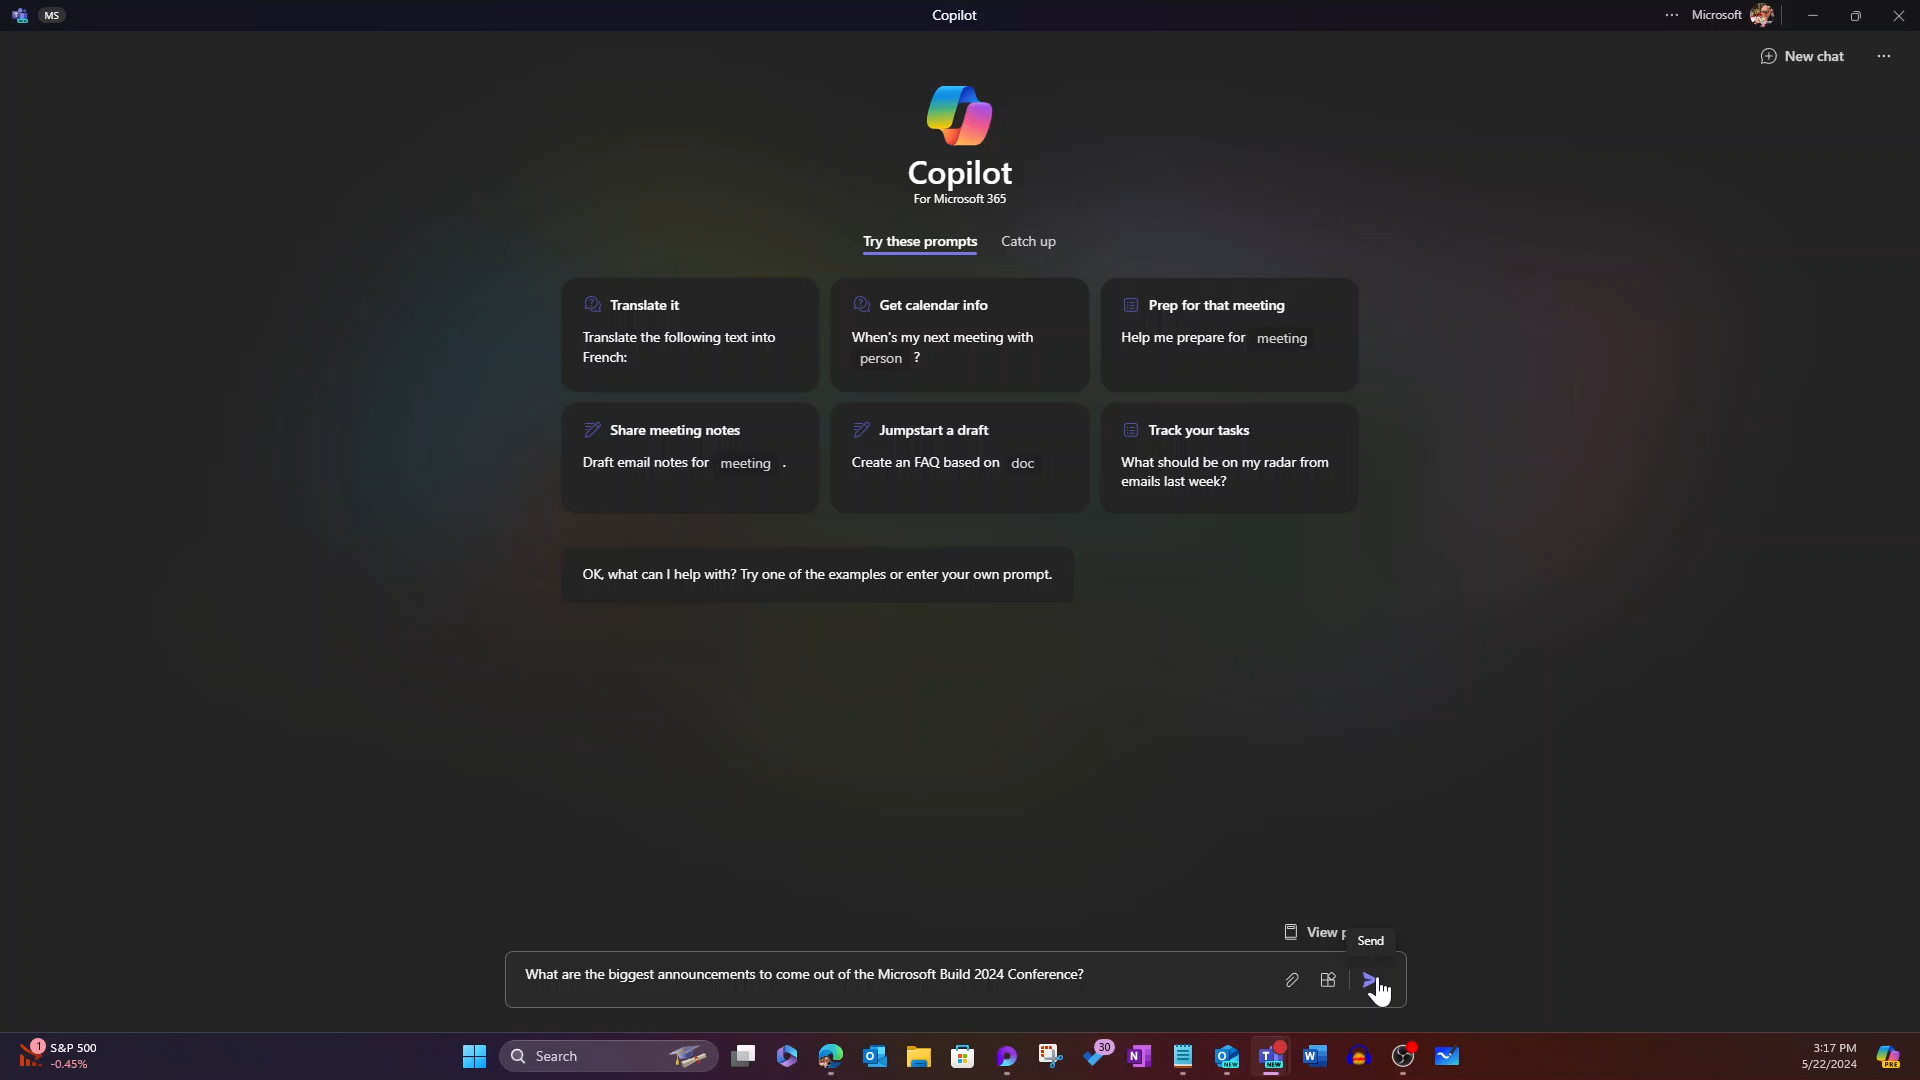 MS
Copilot
Microsoft
New chat
Copilot
For Microsoft 365
Try these prompts
Catch up
Translate it
Translate the following text into
French:
Get calendar info
When's my next meeting with
person ?
Prep for that meeting
Help me prepare for meeting
Share meeting notes
Draft email notes for meeting .
Jumpstart a draft
Create an FAQ based on doc
Track your tasks
What should be on my radar from
emails last week?
OK, what can I help with? Try one of the examples or enter your own prompt.
View p
Send
What are the biggest announcements to come out of the Microsoft Build 2024 Conference?
1
S&P 500
-0.45%
Search
30
NEW
NEW
3:17 PM
5/22/2024
PRE